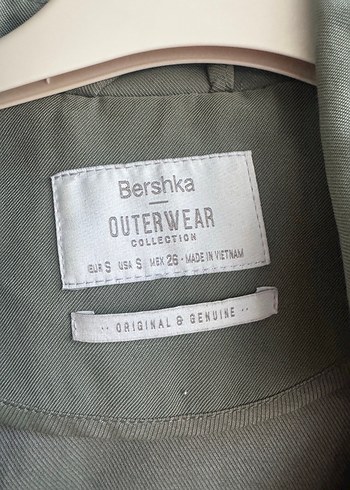 Bershka
OUTERWEAR
COLLECTION
EUR S USA S MEX 26 - MADE IN VIETNAM
·· ORIGINAL & GENUINE ··